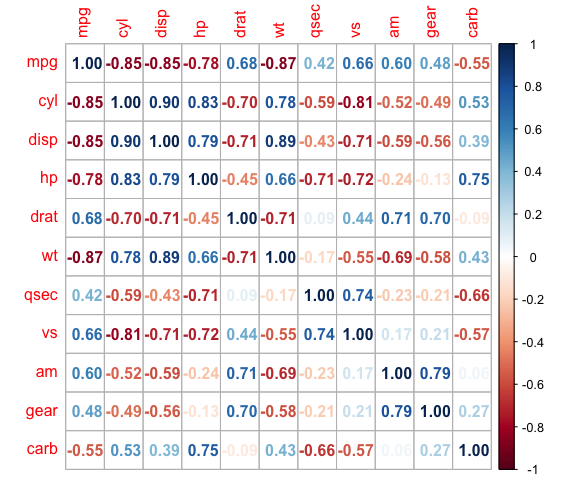 mpg cyl disp hp drat wt qsec vs am gear carb
mpg 1.00 -0.85 -0.85 -0.78 0.68 -0.87 0.42 0.66 0.60 0.48 -0.55
cyl -0.85 1.00 0.90 0.83 -0.70 0.78 -0.59 -0.81 -0.52 -0.49 0.53
disp -0.85 0.90 1.00 0.79 -0.71 0.89 -0.43 -0.71 -0.59 -0.56 0.39
hp -0.78 0.83 0.79 1.00 -0.45 0.66 -0.71 -0.72 -0.24 -0.13 0.75
drat 0.68 -0.70 -0.71 -0.45 1.00 -0.71 0.09 0.44 0.71 0.70 -0.09
wt -0.87 0.78 0.89 0.66 -0.71 1.00 -0.17 -0.55 -0.69 -0.58 0.43
qsec 0.42 -0.59 -0.43 -0.71 0.09 -0.17 1.00 0.74 -0.23 -0.21 -0.66
vs 0.66 -0.81 -0.71 -0.72 0.44 -0.55 0.74 1.00 0.17 0.21 -0.57
am 0.60 -0.52 -0.59 -0.24 0.71 -0.69 -0.23 0.17 1.00 0.79 0.06
gear 0.48 -0.49 -0.56 -0.13 0.70 -0.58 -0.21 0.21 0.79 1.00 0.27
carb -0.55 0.53 0.39 0.75 -0.09 0.43 -0.66 -0.57 0.06 0.27 1.00
1
0.8
0.6
0.4
0.2
0
-0.2
-0.4
-0.6
-0.8
-1